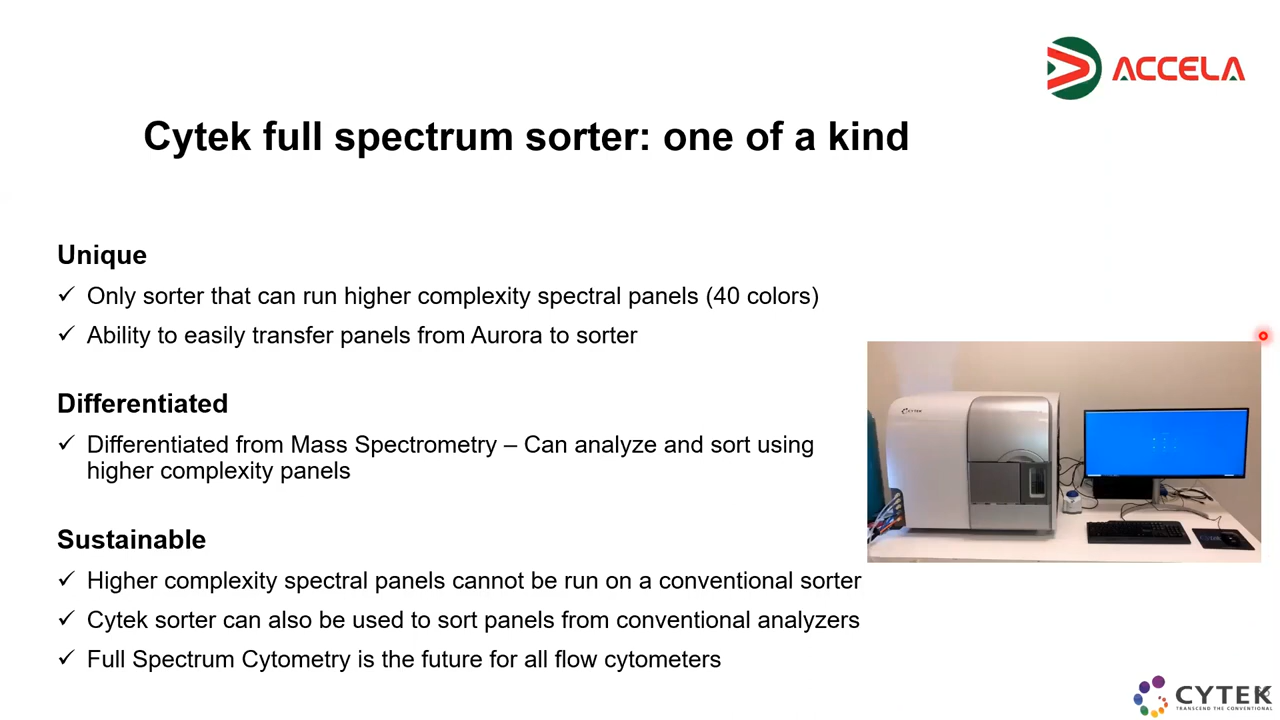 ACCELA
Cytek full spectrum sorter: one of a kind
Unique
✓ Only sorter that can run higher complexity spectral panels (40 colors)
✓ Ability to easily transfer panels from Aurora to sorter
Differentiated
✓ Differentiated from Mass Spectrometry – Can analyze and sort using
higher complexity panels
CYTEK
Sustainable
✓ Higher complexity spectral panels cannot be run on a conventional sorter
✓ Cytek sorter can also be used to sort panels from conventional analyzers
✓ Full Spectrum Cytometry is the future for all flow cytometers
CYTEK
TRANSCEND THE CONVENTIONAL